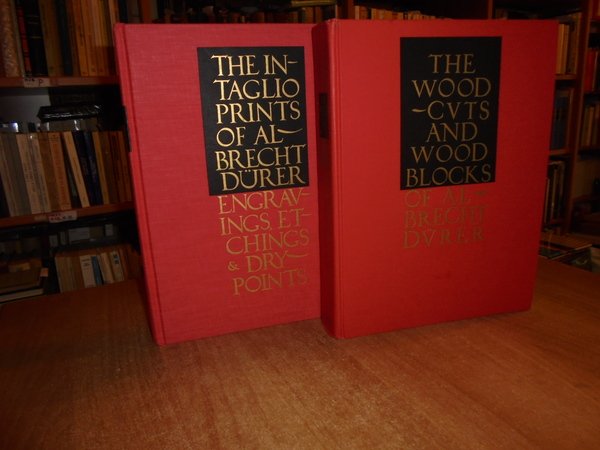 THE IN-
TAGLIO
PRINTS
OF AL-
BRECHT
DÜRER
ENGRAV-
INGS, ET-
CHINGS
& DRY-
POINTS
THE
WOOD
-CVTS
AND
WOOD
BLOCKS
OF AL-
BRECHT
DVRER